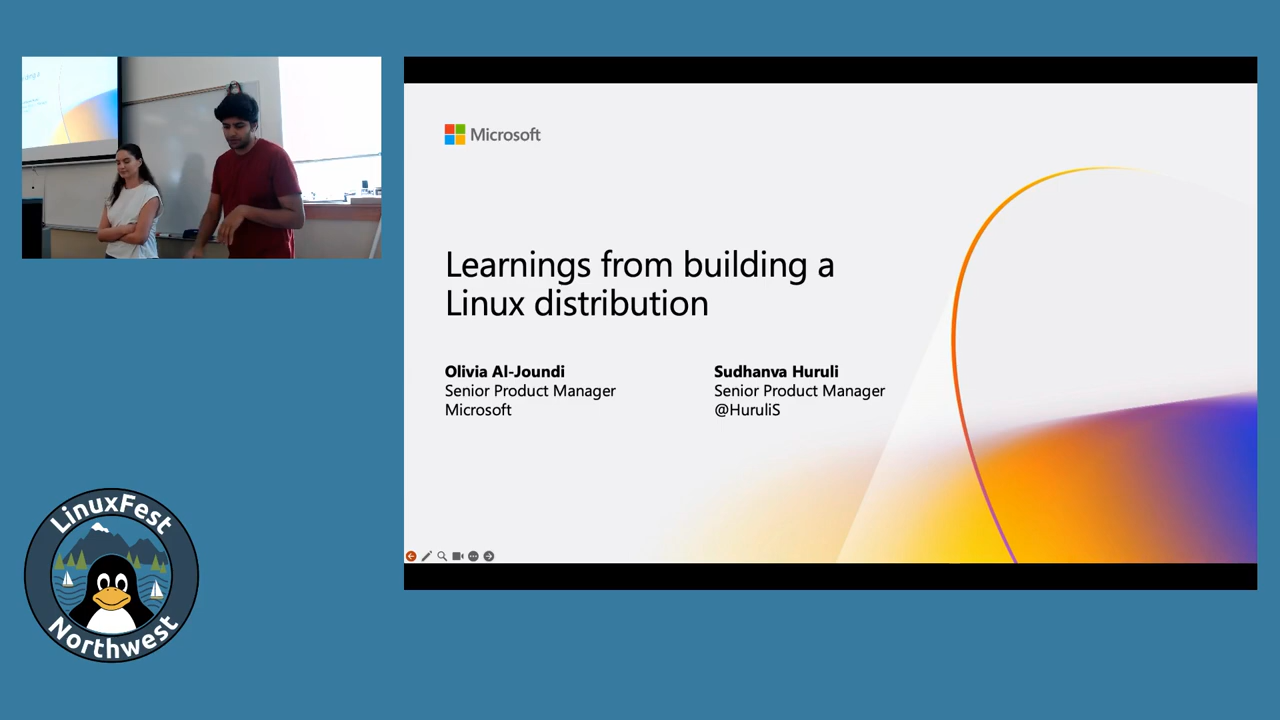 Microsoft
Learnings from building a
Linux distribution
Olivia Al-Joundi
Senior Product Manager
Microsoft
Sudhanva Huruli
Senior Product Manager
@HuruliS
LinuxFest
Northwest